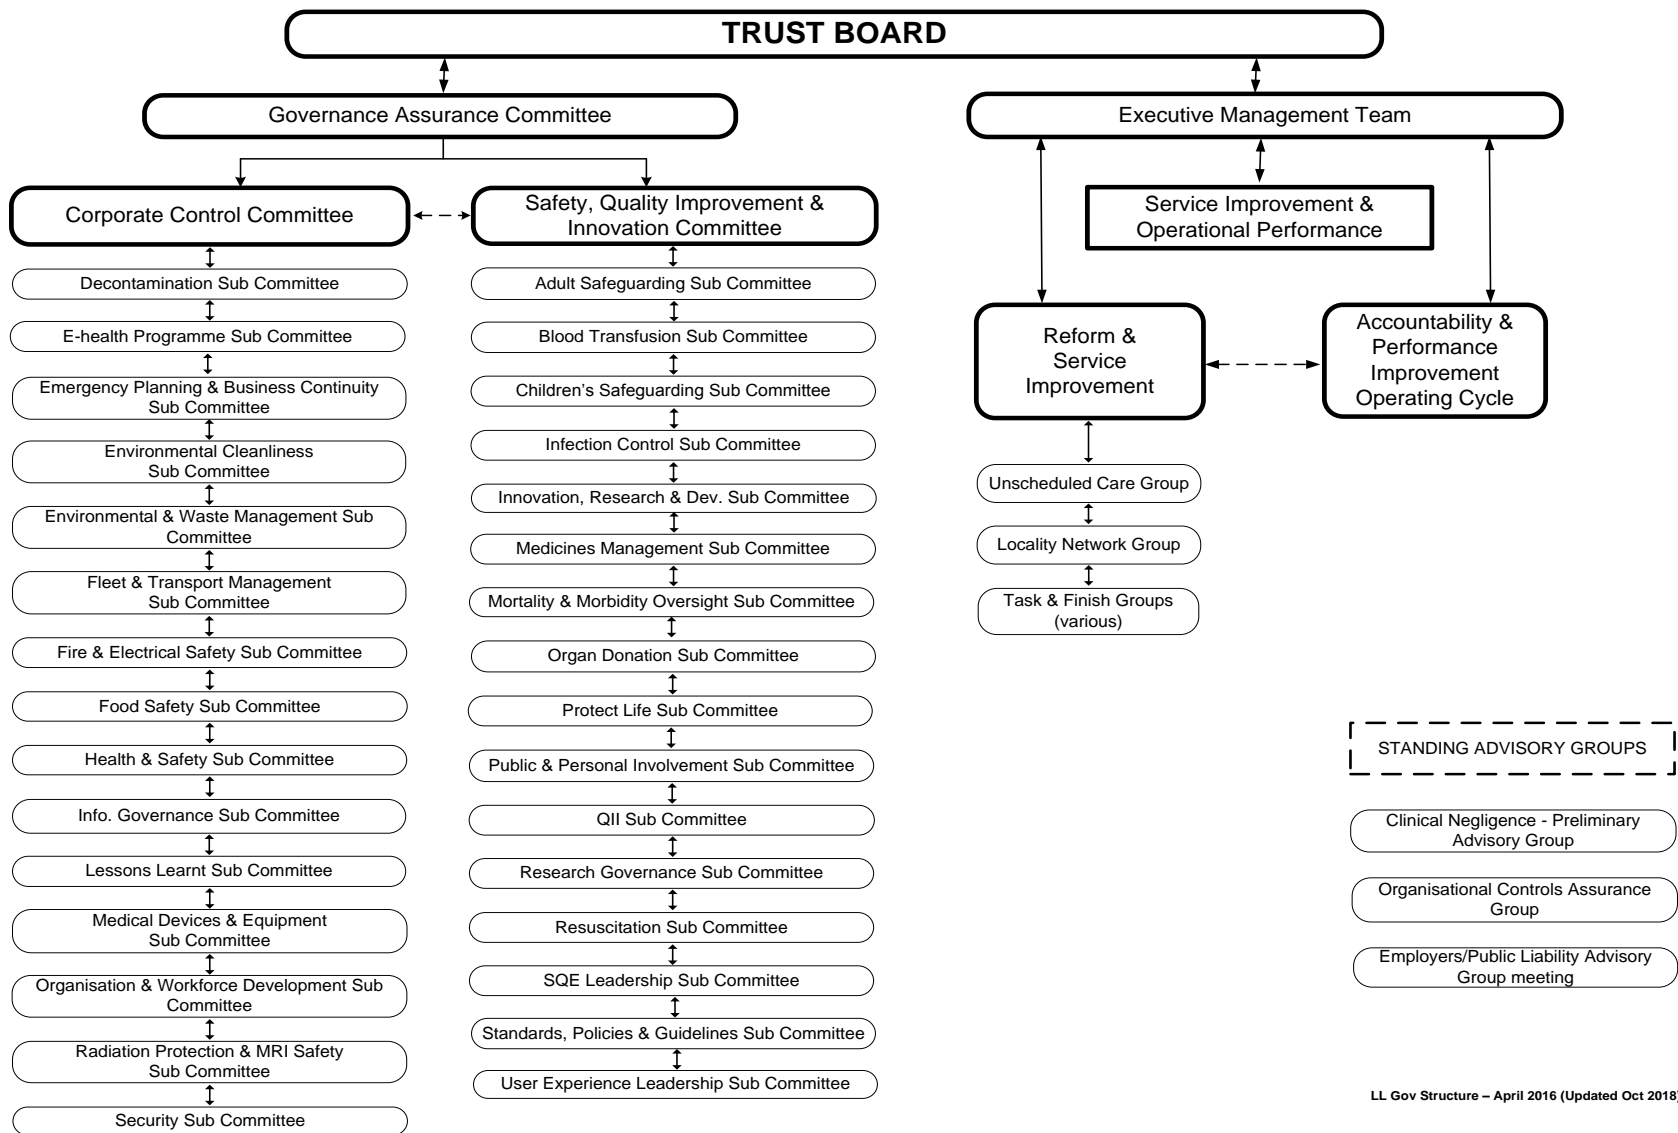 TRUST BOARD
Governance Assurance Committee
Executive Management Team
Corporate Control Committee
Safety, Quality Improvement &
Innovation Committee
Service Improvement &
Operational Performance
Decontamination Sub Committee
E-health Programme Sub Committee
Emergency Planning & Business Continuity
Sub Committee
Environmental Cleanliness
Sub Committee
Environmental & Waste Management Sub
Committee
Fleet & Transport Management
Sub Committee
Fire & Electrical Safety Sub Committee
Food Safety Sub Committee
Health & Safety Sub Committee
Info. Governance Sub Committee
Lessons Learnt Sub Committee
Medical Devices & Equipment
Sub Committee
Organisation & Workforce Development Sub
Committee
Radiation Protection & MRI Safety
Sub Committee
Security Sub Committee
Adult Safeguarding Sub Committee
Blood Transfusion Sub Committee
Children's Safeguarding Sub Committee
Infection Control Sub Committee
Innovation, Research & Dev. Sub Committee
Medicines Management Sub Committee
Mortality & Morbidity Oversight Sub Committee
Organ Donation Sub Committee
Protect Life Sub Committee
Public & Personal Involvement Sub Committee
QII Sub Committee
Research Governance Sub Committee
Resuscitation Sub Committee
SQE Leadership Sub Committee
Standards, Policies & Guidelines Sub Committee
User Experience Leadership Sub Committee
Reform &
Service
Improvement
Accountability &
Performance
Improvement
Operating Cycle
Unscheduled Care Group
Locality Network Group
Task & Finish Groups
(various)
STANDING ADVISORY GROUPS
Clinical Negligence - Preliminary
Advisory Group
Organisational Controls Assurance
Group
Employers/Public Liability Advisory
Group meeting
LL Gov Structure – April 2016 (Updated Oct 2018)